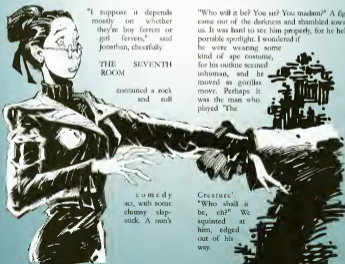 "I suppose it depends
mostly on whether
they're boy ferrets or
girl ferrets," said
Jonathan, cheerfully.
THE SEVENTH
ROOM
contained a rock
and roll
comedy
act, with some
clumsy slap-
stick. A man's
"Who will it be? You sir? You madam?" A fig
came out of the darkness and shambled towa
us. It was hard to see him properly, for he hel
portable spotlight. I wondered if
he were wearing some
kind of ape costume,
for his outline seemed
inhuman, and he
moved as gorillas
move. Perhaps it
was the man who
played "The
Creature'.
"Who shall it
be, eh?" We
squinted at
him, edged
out of his
way.